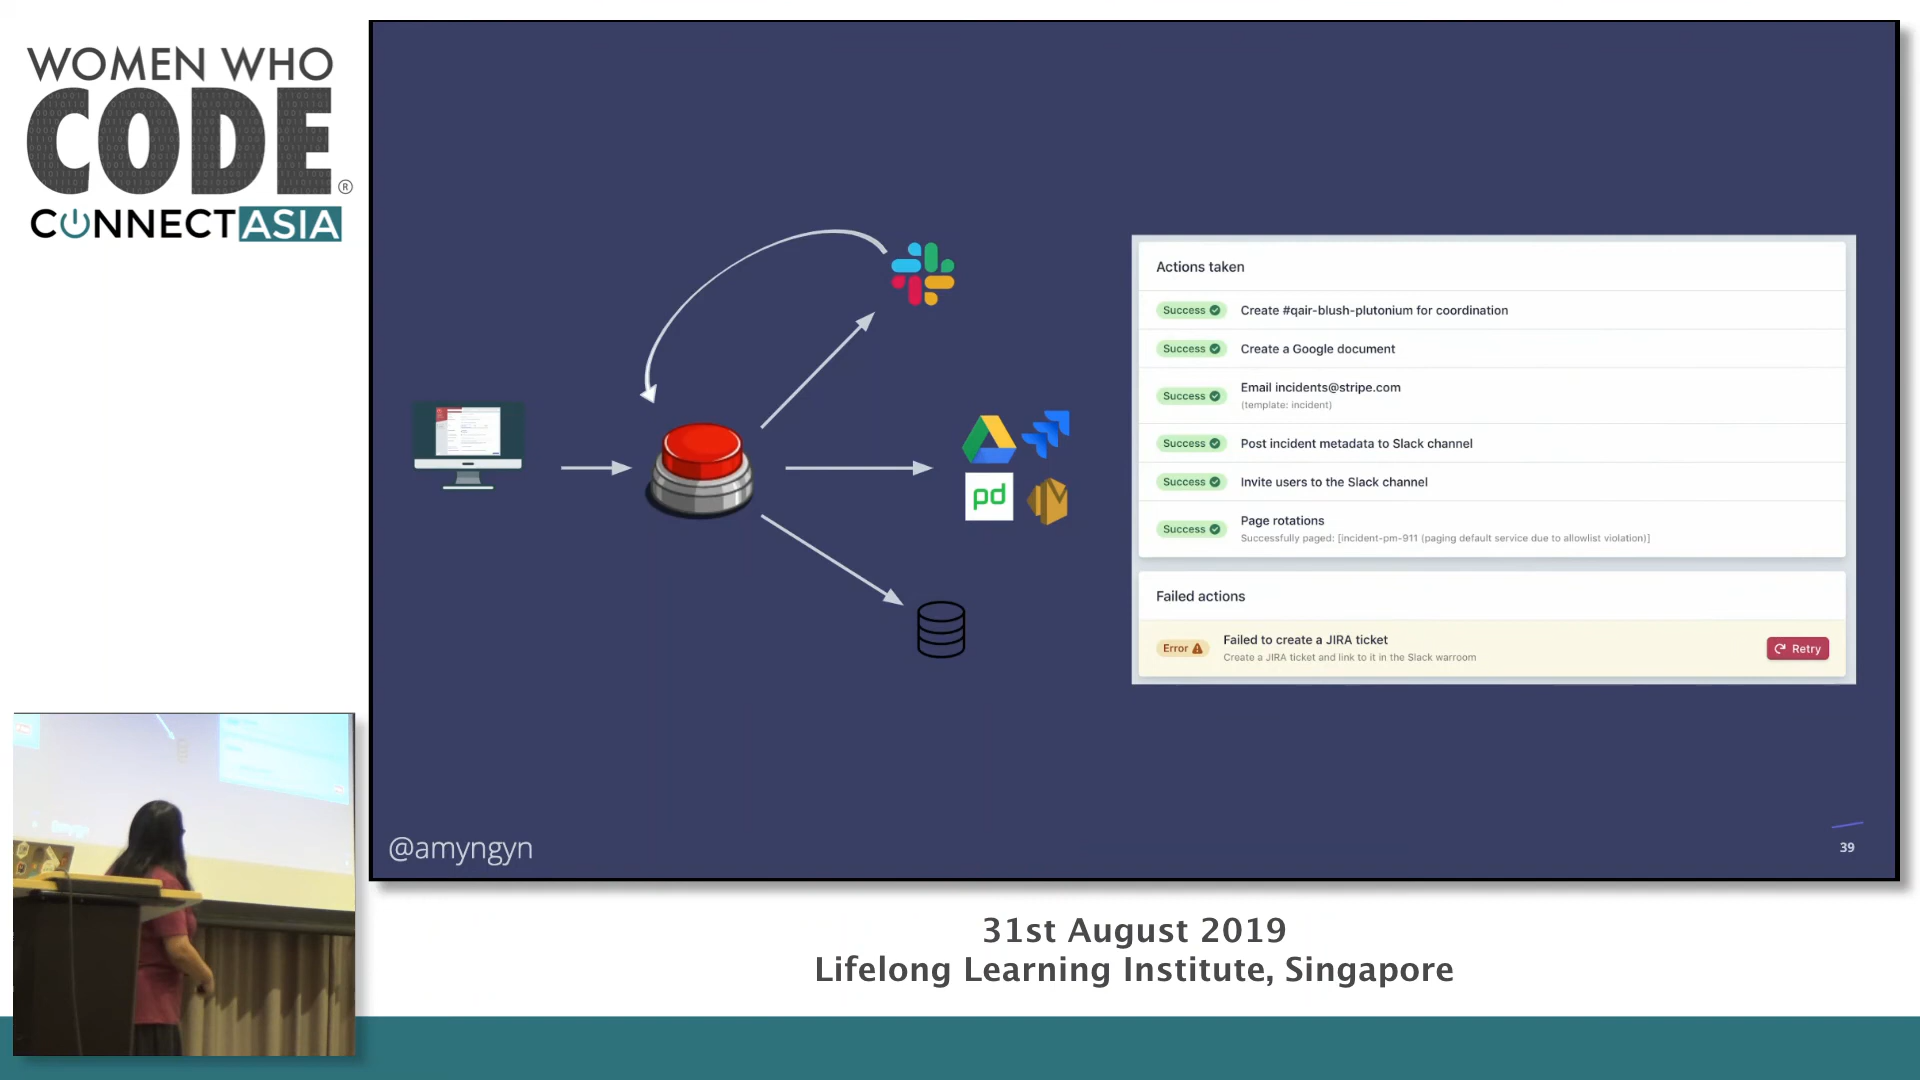 WOMEN WHO
CODE®
CONNECT ASIA
Actions taken
Success Create #qair-blush-plutonium for coordination
Success Create a Google document
Success Email incidents@stripe.com
(template: incident)
Success Post incident metadata to Slack channel
Success Invite users to the Slack channel
Success Page rotations
Successfully paged: [incident-pm-911 (paging default service due to allowlist violation)]
Failed actions
Error Failed to create a JIRA ticket
Create a JIRA ticket and link to it in the Slack warroom
Retry
pd
@amyngyn
39
31st August 2019
Lifelong Learning Institute, Singapore